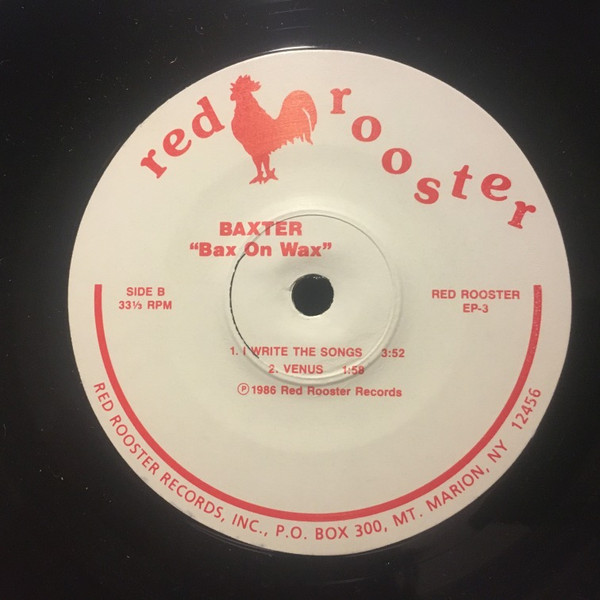 red rooster
BAXTER
"Bax On Wax"
SIDE B
33⅓ RPM
RED ROOSTER
EP-3
1. I WRITE THE SONGS 3:52
2. VENUS 1:58
Ⓟ 1986 Red Rooster Records
RED ROOSTER RECORDS, INC., P.O. BOX 300, MT. MARION, NY 12456